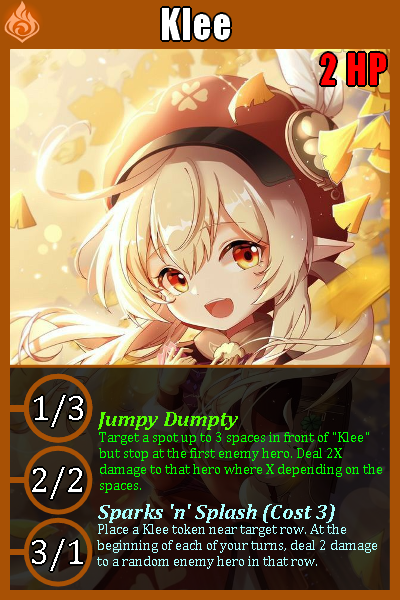 Klee
2 HP
1/3
2/2
3/1
Jumpy Dumpty
Target a spot up to 3 spaces in front of "Klee"
but stop at the first enemy hero. Deal 2X
damage to that hero where X depending on the
spaces.
Sparks 'n' Splash (Cost 3)
Place a Klee token near target row. At the
beginning of each of your turns, deal 2 damage
to a random enemy hero in that row.